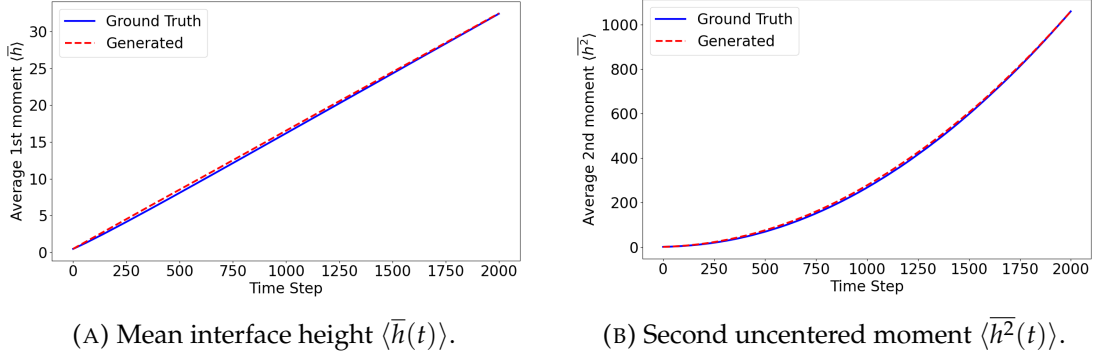 Average 1st moment ⟨h̅⟩
30
25
20
15
10
5
0
Ground Truth
Generated
0 250 500 750 1000 1250 1500 1750 2000
Time Step
(A) Mean interface height ⟨h̅(t)⟩.
Average 2nd moment ⟨h̅²̅⟩
1000
800
600
400
200
0
Ground Truth
Generated
0 250 500 750 1000 1250 1500 1750 2000
Time Step
(B) Second uncentered moment ⟨h̅²̅(t)⟩.